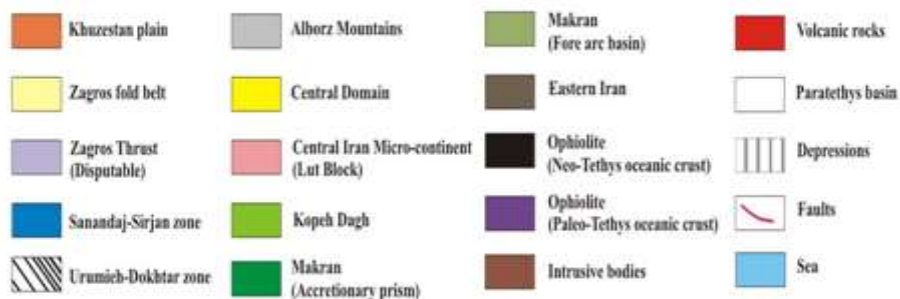 Khuzestan plain
Zagros fold belt
Zagros Thrust
(Disputable)
Sanandaj-Sirjan zone
Urumieh-Dokhtar zone
Alborz Mountains
Central Domain
Central Iran Micro-continent
(Lut Block)
Kopeh Dagh
Makran
(Accretionary prism)
Makran
(Fore arc basin)
Eastern Iran
Ophiolite
(Neo-Tethys oceanic crust)
Ophiolite
(Paleo-Tethys oceanic crust)
Intrusive bodies
Volcanic rocks
Paratethys basin
Depressions
Faults
Sea